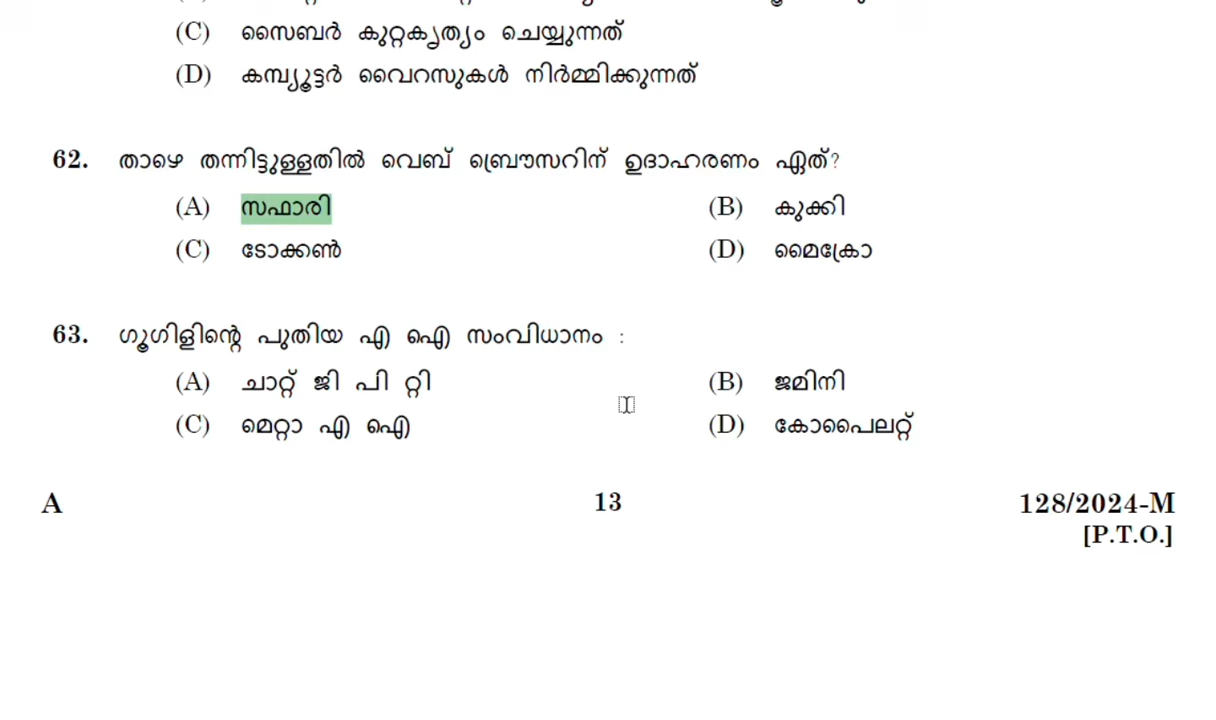 (C) സൈബർ കുറ്റകൃത്യം ചെയ്യുന്നത്
(D) കമ്പ്യൂട്ടർ വൈറസുകൾ നിർമ്മിക്കുന്നത്
62. താഴെ തന്നിട്ടുള്ളതിൽ വെബ് ബ്രൌസറിന് ഉദാഹരണം ഏത്?
(A) സഫാരി (B) കുക്കി
(C) ടോക്കൺ (D) മൈക്രോ
63. ഗൂഗിളിന്റെ പുതിയ എ ഐ സംവിധാനം :
(A) ചാറ്റ് ജി പി റ്റി (B) ജമിനി
(C) മെറ്റാ എ ഐ (D) കോപൈലറ്റ്
A 13 128/2024-M
[P.T.O.]